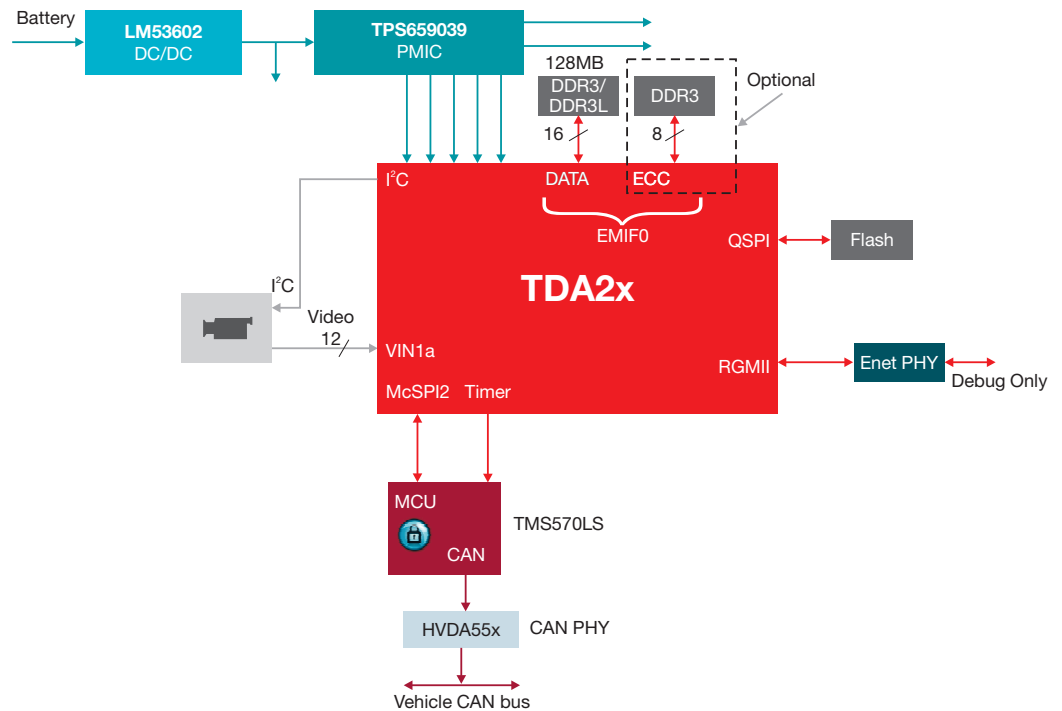 Battery
LM53602
DC/DC
TPS659039
PMIC
128MB
DDR3/
DDR3L
DDR3
Optional
16
8
I²C
DATA
ECC
EMIF0
QSPI
Flash
TDA2x
I²C
Video
12
VIN1a
RGMII
Enet PHY
Debug Only
McSPI2
Timer
MCU
TMS570LS
CAN
HVDA55x
CAN PHY
Vehicle CAN bus